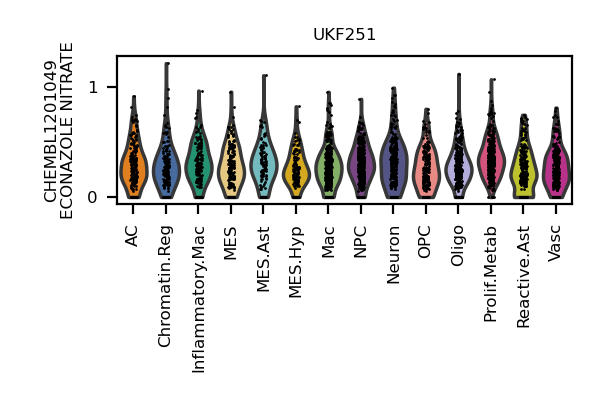 UKF251
CHEMBL1201049
ECONAZOLE NITRATE
1
0
AC
Chromatin.Reg
Inflammatory.Mac
MES
MES.Ast
MES.Hyp
Mac
NPC
Neuron
OPC
Oligo
Prolif.Metab
Reactive.Ast
Vasc